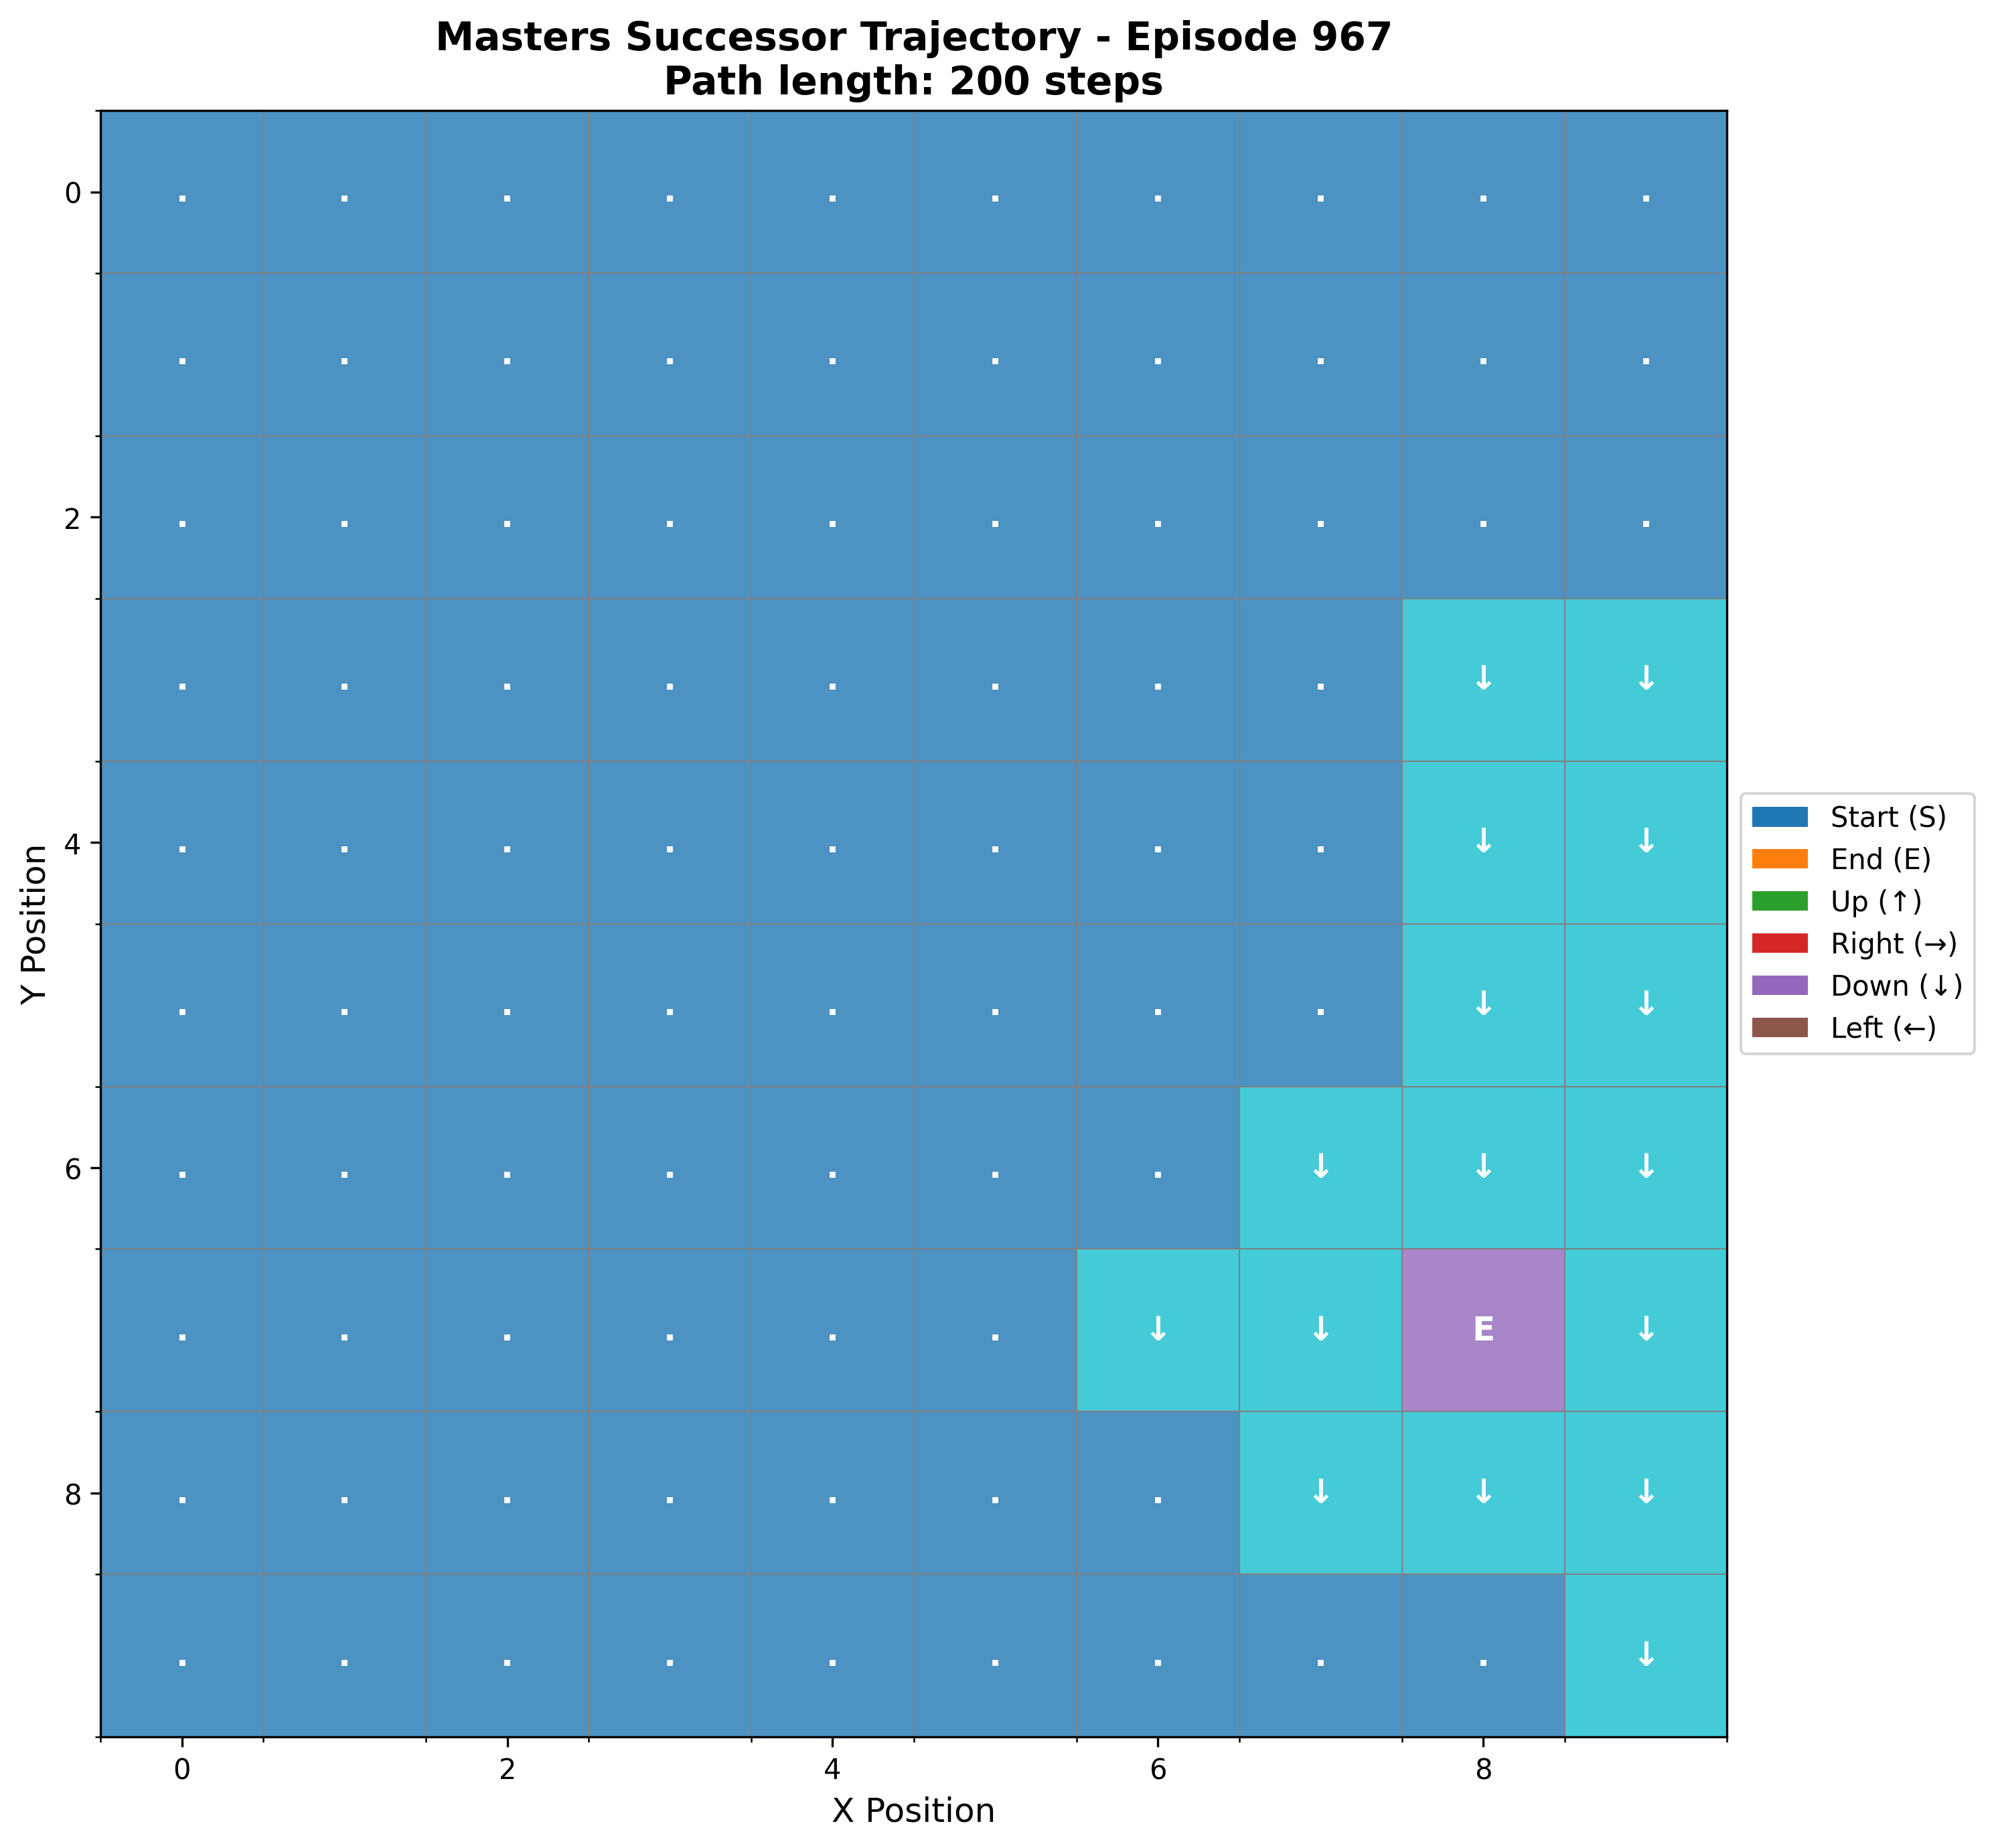 Masters Successor Trajectory - Episode 967
Path length: 200 steps
0 . . . . . . . . . .
. . . . . . . . . .
2 . . . . . . . . . .
. . . . . . . . ↓ ↓
4 . . . . . . . . ↓ ↓
. . . . . . . . ↓ ↓
6 . . . . . . . ↓ ↓ ↓
. . . . . . ↓ ↓ E ↓
8 . . . . . . . ↓ ↓ ↓
. . . . . . . . . ↓
0 2 4 6 8
X Position
Y Position
Start (S)
End (E)
Up (↑)
Right (→)
Down (↓)
Left (←)